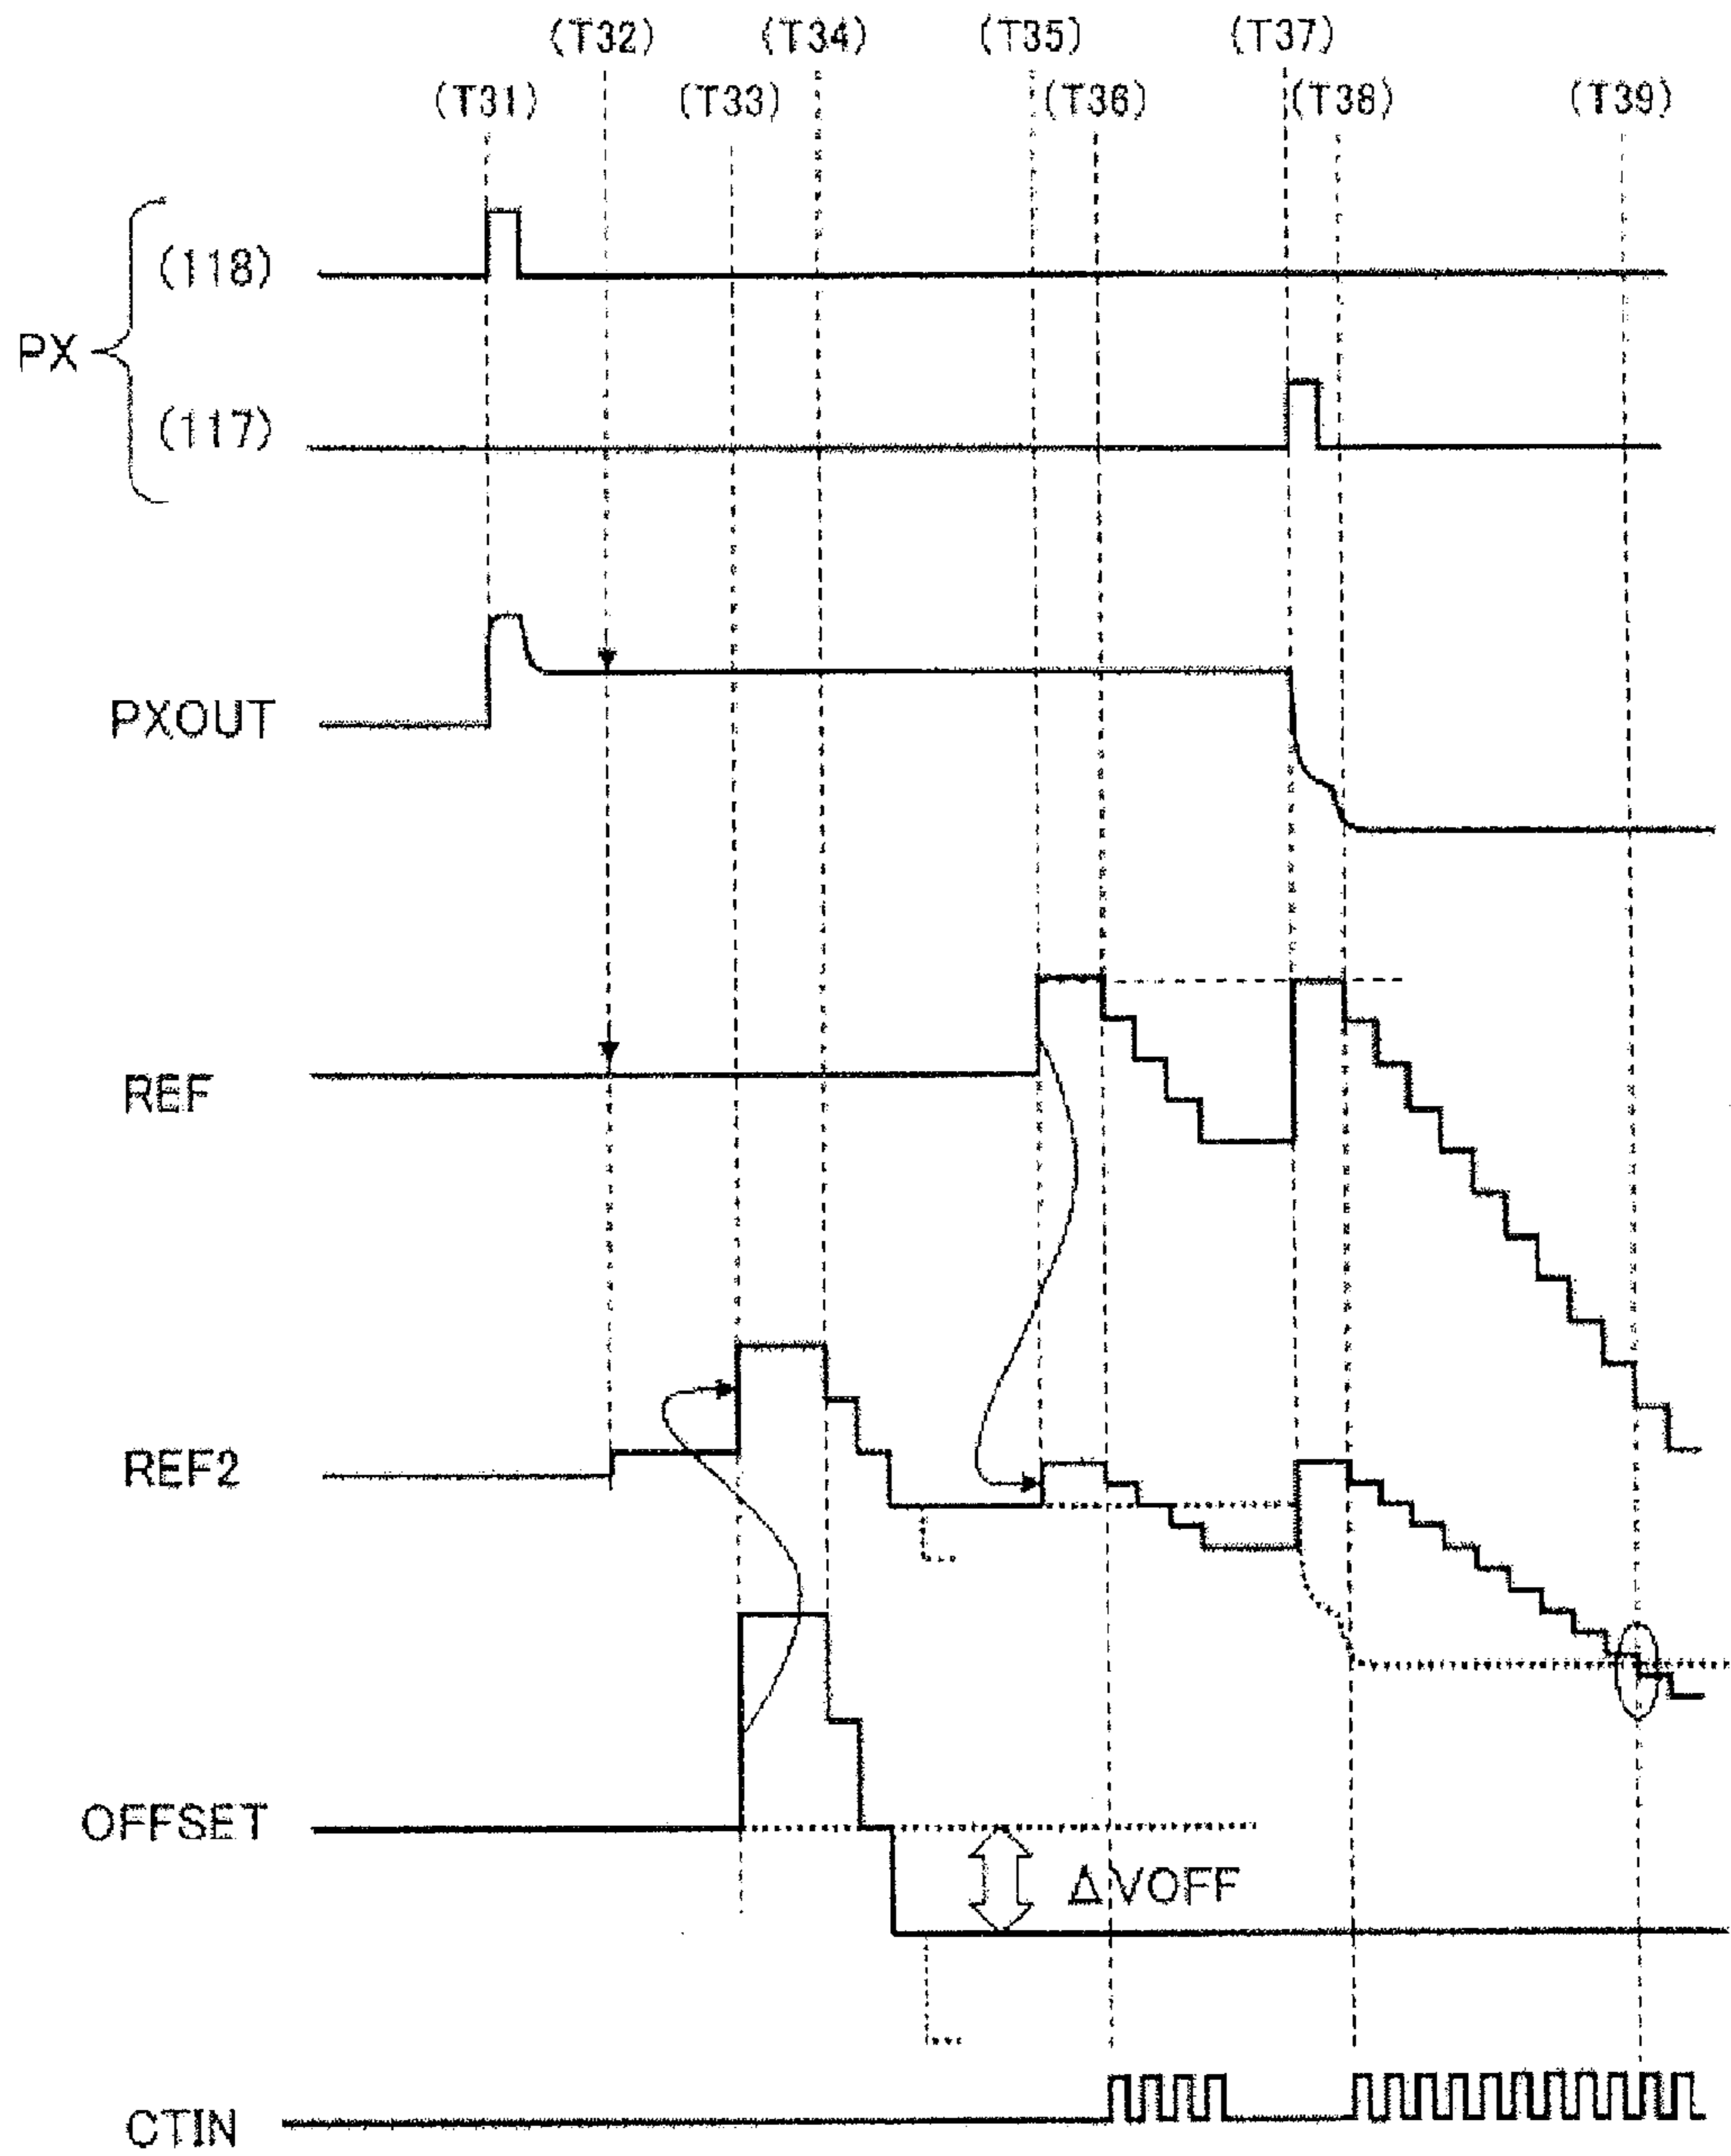 (T32) (T34) (T35) (T37)
(T31) (T33) (T36) (T38) (T39)
(118)
PX
(117)
PXOUT
REF
REF2
OFFSET
ΔVOFF
CTIN